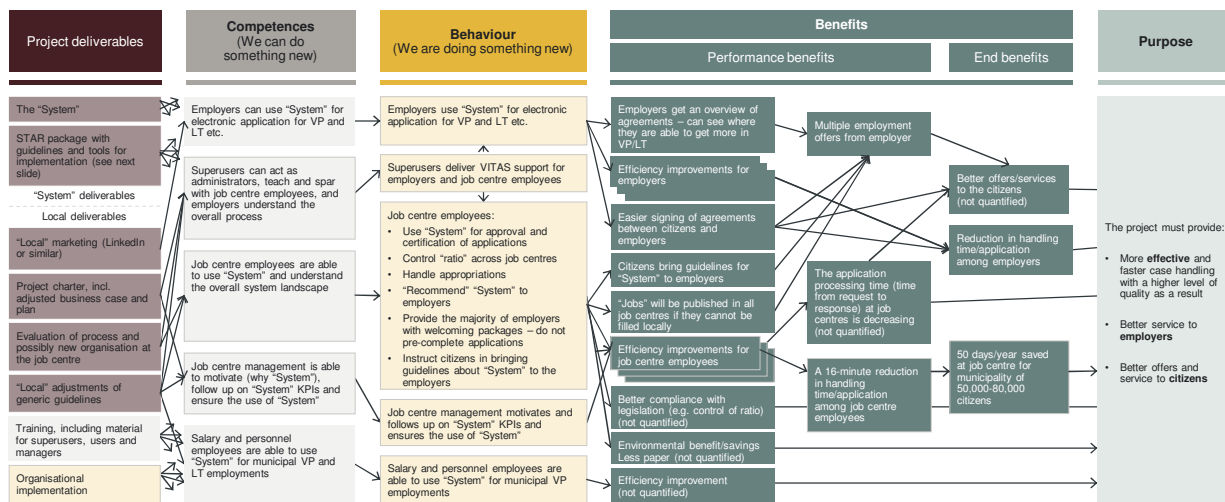 Project deliverables
Competences
(We can do
something new)
Behaviour
(We are doing something new)
Benefits
Performance benefits
End benefits
Purpose
The “System”
STAR package with
guidelines and tools for
implementation (see next
slide)
“System” deliverables
Local deliverables
“Local” marketing (LinkedIn
or similar)
Project charter, incl.
adjusted business case and
plan
Evaluation of process and
possibly new organisation at
the job centre
“Local” adjustments of
generic guidelines
Training, including material
for superusers, users and
managers
Organisational
implementation
Employers can use “System” for
electronic application for VP and
LT etc.
Superusers can act as
administrators, teach and spar
with job centre employees, and
employers understand the
overall process
Job centre employees are able
to use “System” and understand
the overall system landscape
Job centre management is able
to motivate (why “System”),
follow up on “System” KPIs and
ensure the use of “System”
Salary and personnel
employees are able to use
“System” for municipal VP and
LT employments
Employers use “System” for electronic
application for VP and LT etc.
Superusers deliver VITAS support for
employers and job centre employees
Job centre employees:
• Use “System” for approval and
certification of applications
• Control “ratio” across job centres
• Handle appropriations
• “Recommend” “System” to
employers
• Provide the majority of employers
with welcoming packages – do not
pre-complete applications
• Instruct citizens in bringing
guidelines about “System” to the
employers
Job centre management motivates and
follows up on “System” KPIs and
ensures the use of “System”
Salary and personnel employees are
able to use “System” for municipal VP
employments
Employers get an overview of
agreements – can see where
they are able to get more in
VP/LT
Efficiency improvements for
employers
Easier signing of agreements
between citizens and
employers
Citizens bring guidelines for
“System” to employers
“Jobs” will be published in all
job centres if they cannot be
filled locally
Efficiency improvements for
job centre employees
Better compliance with
legislation (e.g. control of ratio)
(not quantified)
Environmental benefit/savings
Less paper (not quantified)
Efficiency improvement
(not quantified)
Multiple employment
offers from employer
The application
processing time (time
from request to
response) at job
centres is decreasing
(not quantified)
A 16-minute reduction
in handling
time/application
among job centre
employees
Better offers/services
to the citizens
(not quantified)
Reduction in handling
time/application
among employers
50 days/year saved
at job centre for
municipality of
50,000-80,000
citizens
The project must provide:
• More effective and
faster case handling
with a higher level of
quality as a result
• Better service to
employers
• Better offers and
service to citizens